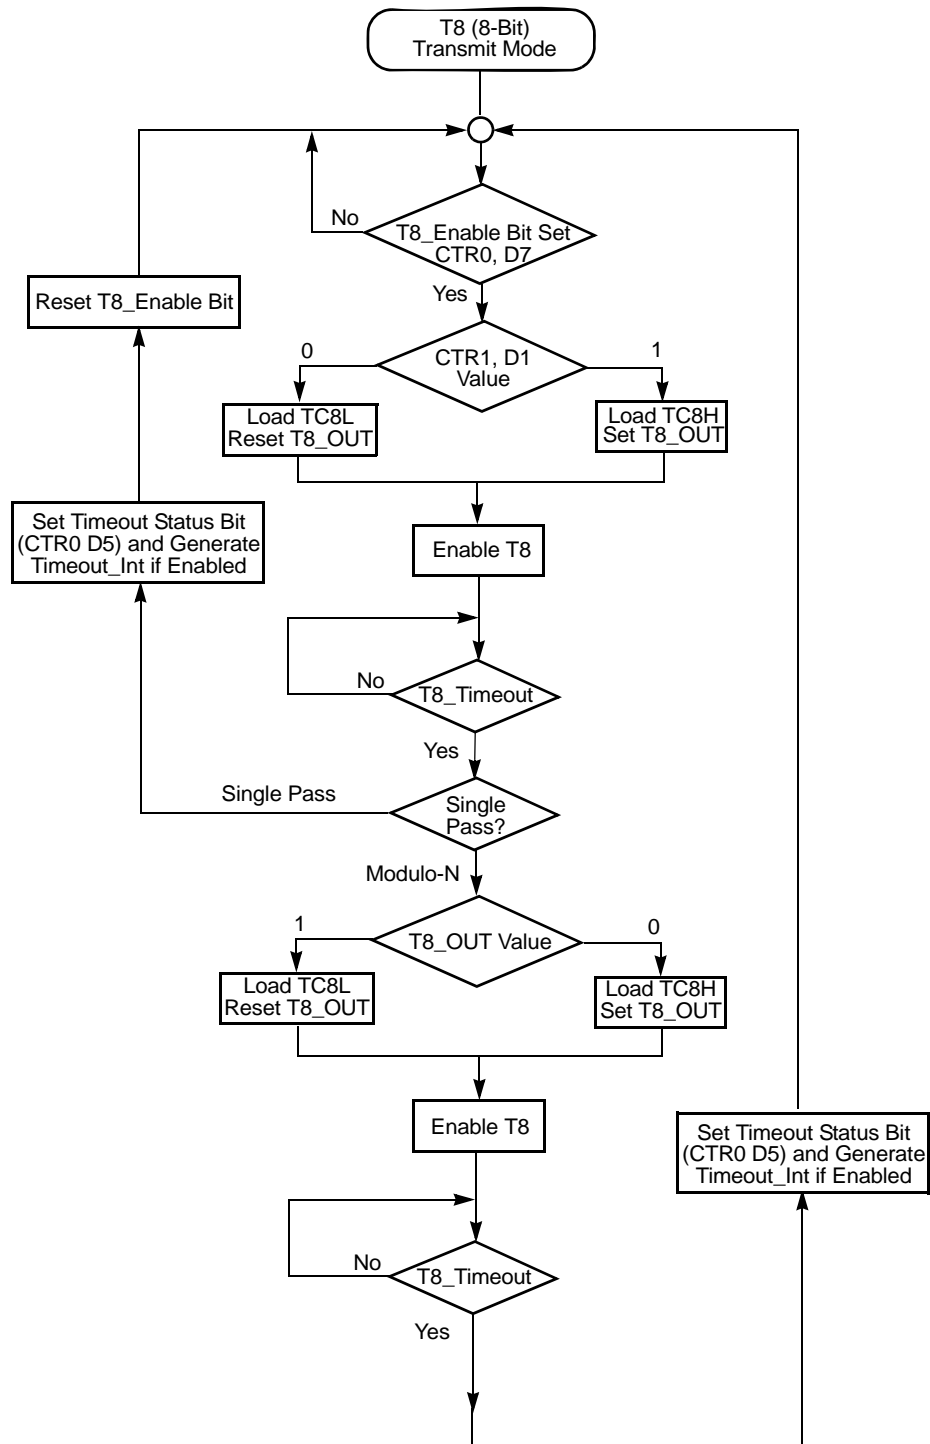 T8 (8-Bit)
Transmit Mode
No
T8_Enable Bit Set
CTR0, D7
Yes
Reset T8_Enable Bit
0
CTR1, D1
Value
1
Load TC8L
Reset T8_OUT
Load TC8H
Set T8_OUT
Set Timeout Status Bit
(CTR0 D5) and Generate
Timeout_Int if Enabled
Enable T8
No
T8_Timeout
Yes
Single Pass
Single
Pass?
Modulo-N
1
T8_OUT Value
0
Load TC8L
Reset T8_OUT
Load TC8H
Set T8_OUT
Enable T8
Set Timeout Status Bit
(CTR0 D5) and Generate
Timeout_Int if Enabled
No
T8_Timeout
Yes